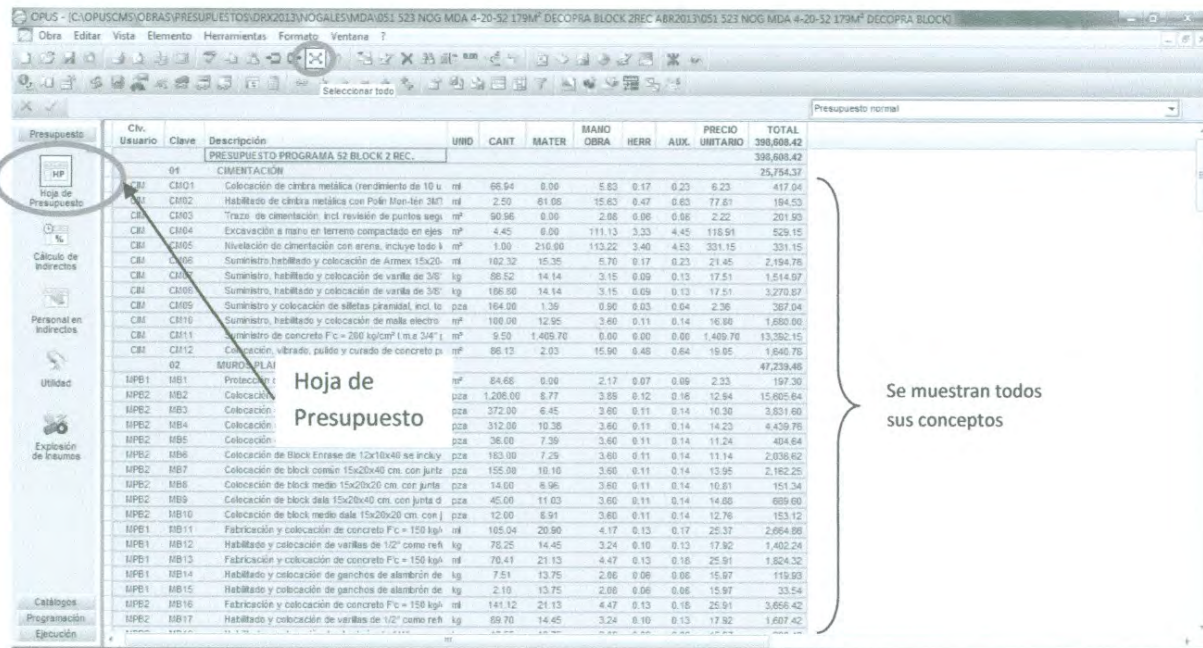 OPUS - [C:\OPUSCMS\OBRAS\PRESUPUESTOS\DRX2013\NOGALES\MDA\051 523 NOG MDA 4-20-52 179M² DECOPRA BLOCK 2REC ABR2013\051 523 NOG MDA 4-20-52 179M² DECOPRA BLOCK]
Obra Editar Vista Elemento Herramientas Formato Ventana ?
Seleccionar todo
Presupuesto normal
Presupuesto
HP
Hoja de
Presupuesto
Cálculo de
Indirectos
Personal en
Indirectos
Utilidad
Explosión
de Insumos
Catálogos
Programación
Ejecución
Clv. Usuario Clave Descripción UNID CANT MATER MANO OBRA HERR AUX. PRECIO UNITARIO TOTAL
398,608.42
PRESUPUESTO PROGRAMA 52 BLOCK 2 REC. 398,608.42
01 CIMENTACIÓN 25,754.37
CIM CM01 Colocación de cimbra metálica (rendimiento de 10 u ml 66.94 0.00 5.83 0.17 0.23 6.23 417.04
CIM CM02 Habilitado de cimbra metálica con Polín Mon-tén 3MT ml 2.50 61.08 15.63 0.47 0.63 77.81 194.53
CIM CM03 Trazo de cimentación, incl. revisión de puntos m² 90.96 0.00 2.08 0.06 0.08 2.22 201.93
CIM CM04 Excavación a mano en terreno compactado en ejes m³ 4.45 0.00 111.13 3.33 4.45 118.91 529.15
CIM CM05 Nivelación de cimentación con arena, incluye todo m³ 1.00 210.00 113.22 3.40 4.53 331.15 331.15
CIM CM06 Suministro,habilitado y colocación de Armex 15x20- ml 102.32 15.35 5.70 0.17 0.23 21.45 2,194.76
CIM CM07 Suministro, habilitado y colocación de varilla de 3/8" kg 86.52 14.14 3.15 0.09 0.13 17.51 1,514.97
CIM CM08 Suministro, habilitado y colocación de varilla de 3/8" kg 186.80 14.14 3.15 0.09 0.13 17.51 3,270.87
CIM CM09 Suministro y colocación de silletas piramidal, incl. to pza 164.00 1.39 0.90 0.03 0.04 2.36 387.04
CIM CM10 Suministro, habilitado y colocación de malla electro m² 100.00 12.95 3.60 0.11 0.14 16.80 1,680.00
CIM CM11 Suministro de concreto F'c = 200 kg/cm² t.m.a 3/4" m³ 9.50 1,409.70 0.00 0.00 0.00 1,409.70 13,392.15
CIM CM12 Colocación, vibrado, pulido y curado de concreto m² 86.13 2.03 15.90 0.48 0.64 19.05 1,640.78
02 MUROS 47,239.46
MPB1 MB1 Protección m² 84.68 0.00 2.17 0.07 0.09 2.33 197.30
MPB2 MB2 Colocación pza 1,206.00 8.77 3.89 0.12 0.16 12.94 15,605.64
MPB2 MB3 Colocación pza 372.00 6.45 3.60 0.11 0.14 10.30 3,831.60
MPB2 MB4 Colocación pza 312.00 10.38 3.60 0.11 0.14 14.23 4,439.76
MPB2 MB5 Colocación pza 36.00 7.39 3.60 0.11 0.14 11.24 404.64
MPB2 MB6 Colocación de Block Enrase de 12x10x40 se incluy pza 183.00 7.29 3.60 0.11 0.14 11.14 2,038.62
MPB2 MB7 Colocación de block común 15x20x40 cm. con junta pza 155.00 10.10 3.60 0.11 0.14 13.95 2,162.25
MPB2 MB8 Colocación de block medio 15x20x20 cm. con junta pza 14.00 6.96 3.60 0.11 0.14 10.81 151.34
MPB2 MB9 Colocación de block dala 15x20x40 cm. con junta d pza 45.00 11.03 3.60 0.11 0.14 14.88 669.60
MPB2 MB10 Colocación de block medio dala 15x20x20 cm. con j pza 12.00 8.91 3.60 0.11 0.14 12.76 153.12
MPB1 MB11 Fabricación y colocación de concreto F'c = 150 kg/ ml 105.04 20.90 4.17 0.13 0.17 25.37 2,664.86
MPB1 MB12 Habilitado y colocación de varillas de 1/2" como refi kg 78.25 14.45 3.24 0.10 0.13 17.92 1,402.24
MPB1 MB13 Fabricación y colocación de concreto F'c = 150 kg/ ml 70.41 21.13 4.47 0.13 0.18 25.91 1,824.32
MPB1 MB14 Habilitado y colocación de ganchos de alambrón de kg 7.51 13.75 2.08 0.06 0.08 15.97 119.93
MPB1 MB15 Habilitado y colocación de ganchos de alambrón de kg 2.10 13.75 2.08 0.06 0.08 15.97 33.54
MPB2 MB16 Fabricación y colocación de concreto F'c = 150 kg/ ml 141.12 21.13 4.47 0.13 0.18 25.91 3,656.42
MPB2 MB17 Habilitado y colocación de varillas de 1/2" como refi kg 89.70 14.45 3.24 0.10 0.13 17.92 1,607.42
Hoja de
Presupuesto
Se muestran todos
sus conceptos